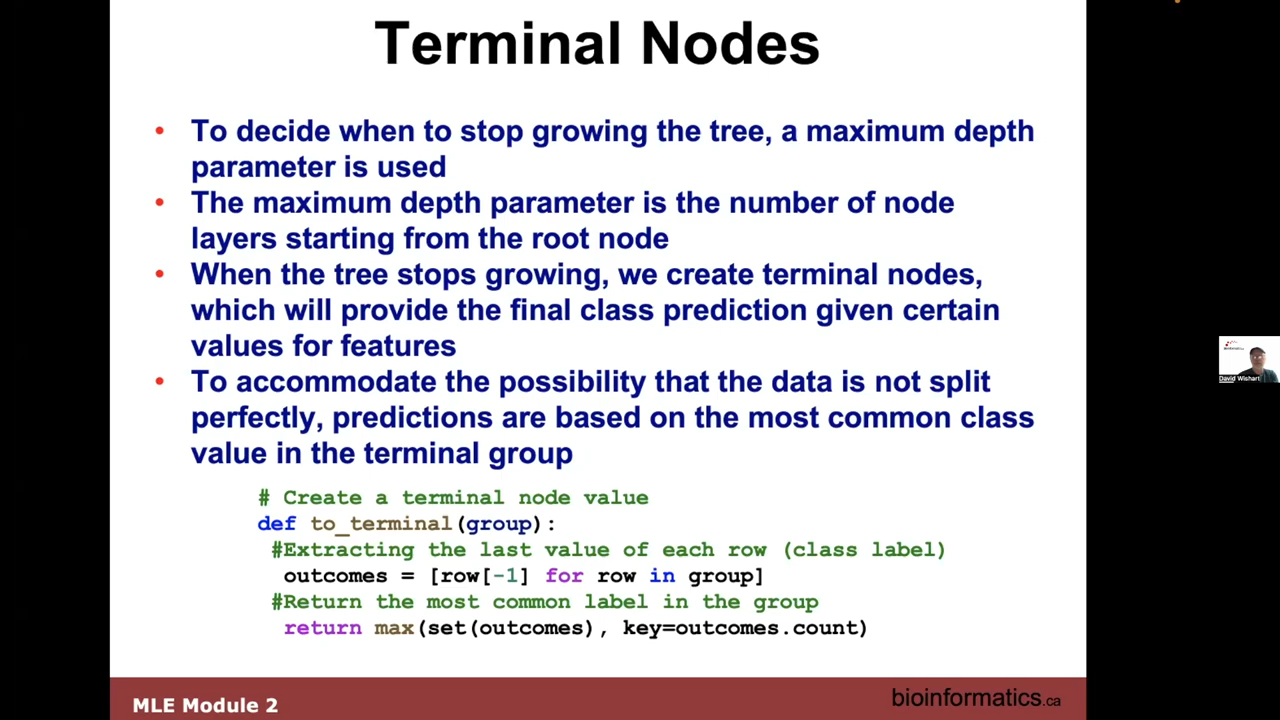 Terminal Nodes
• To decide when to stop growing the tree, a maximum depth
parameter is used
• The maximum depth parameter is the number of node
layers starting from the root node
• When the tree stops growing, we create terminal nodes,
which will provide the final class prediction given certain
values for features
• To accommodate the possibility that the data is not split
perfectly, predictions are based on the most common class
value in the terminal group
# Create a terminal node value
def to_terminal(group):
#Extracting the last value of each row (class label)
outcomes = [row[-1] for row in group]
#Return the most common label in the group
return max(set(outcomes), key=outcomes.count)
David Wishart
MLE Module 2
bioinformatics.ca